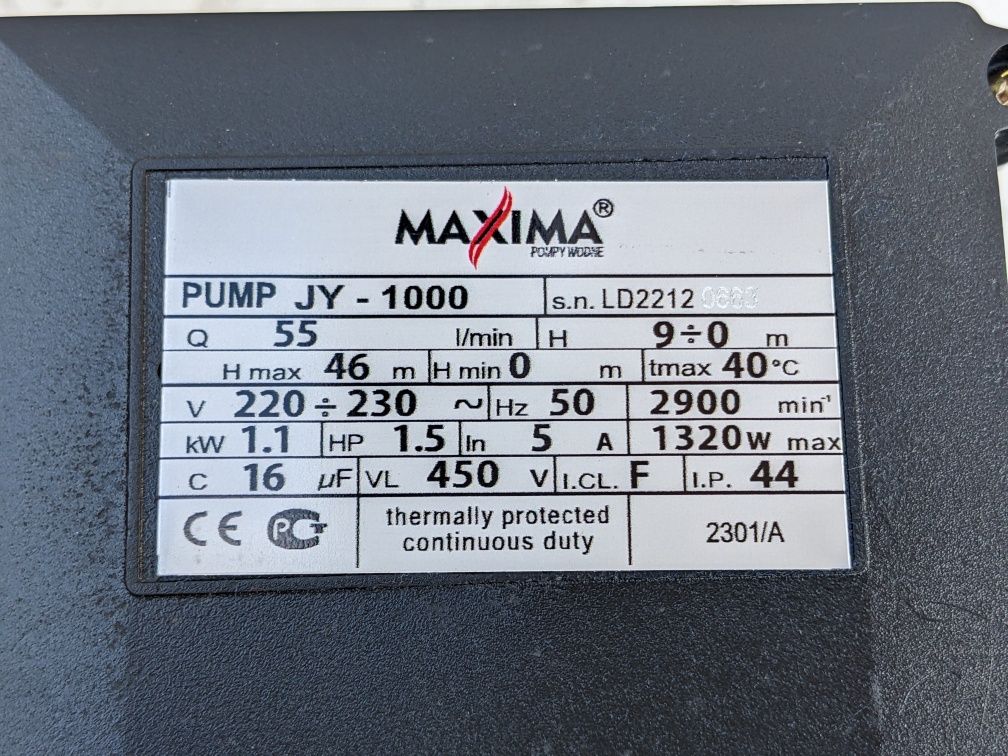 MAXIMA®
POMPY WODNE
PUMP JY - 1000 s.n. LD2212
Q 55 l/min H 9÷0 m
H max 46 m H min 0 m tmax 40°C
V 220 ÷ 230 ~ Hz 50 2900 min⁻¹
kW 1.1 HP 1.5 In 5 A 1320w max
C 16 µF VL 450 V I.CL. F I.P. 44
CE PCT thermally protected
continuous duty 2301/A